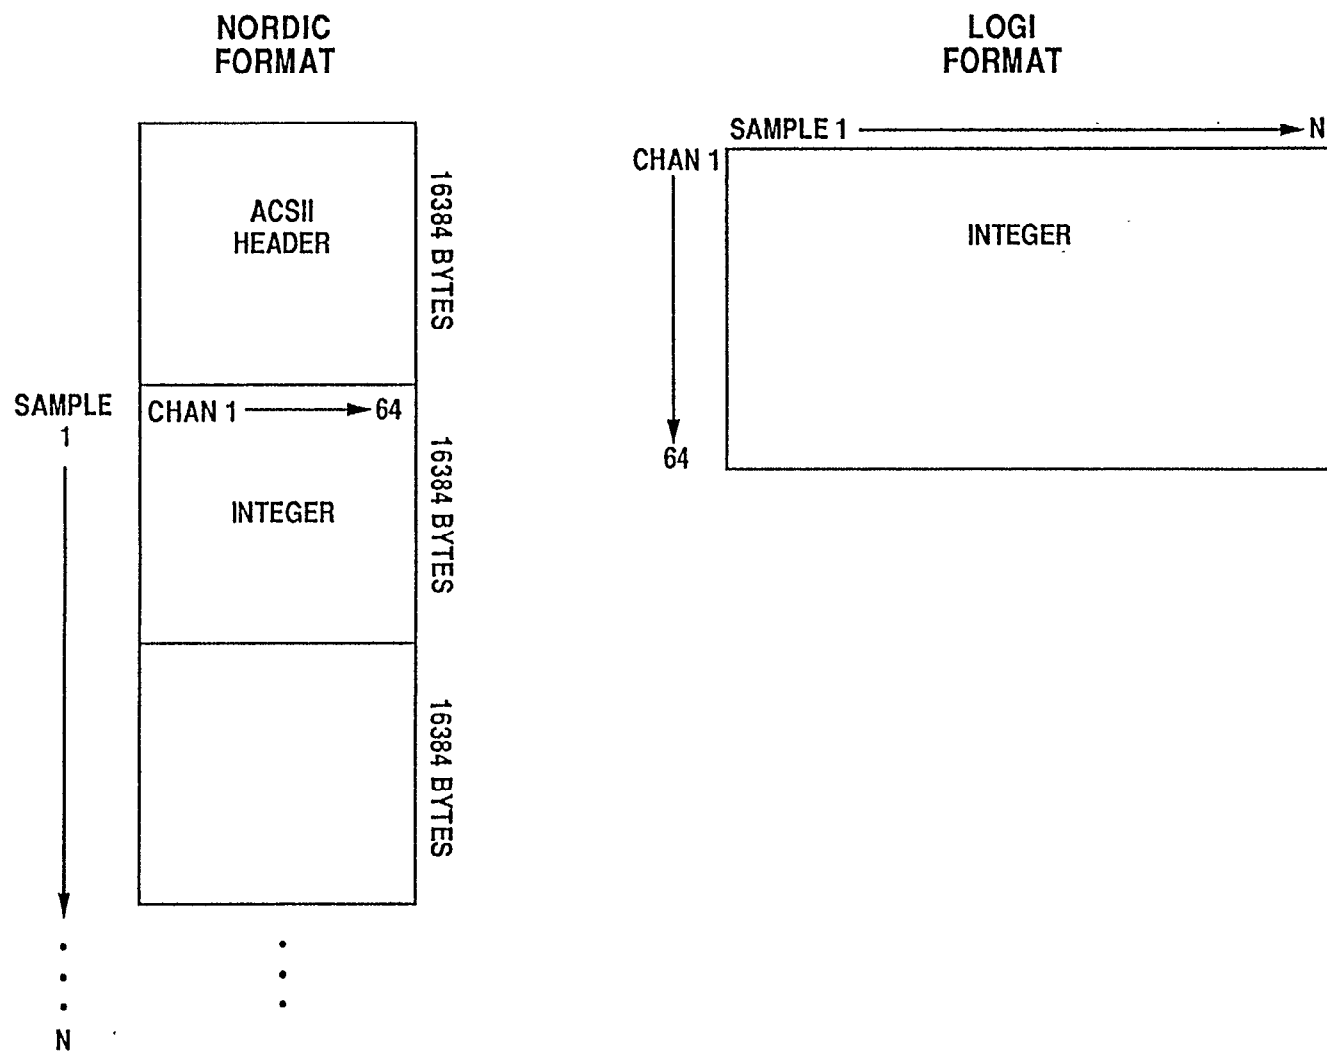 NORDIC
FORMAT
ACSII
HEADER
16384 BYTES
SAMPLE
1
CHAN 1 64
INTEGER
16384 BYTES
16384 BYTES
N
LOGI
FORMAT
SAMPLE 1 N
CHAN 1
INTEGER
64